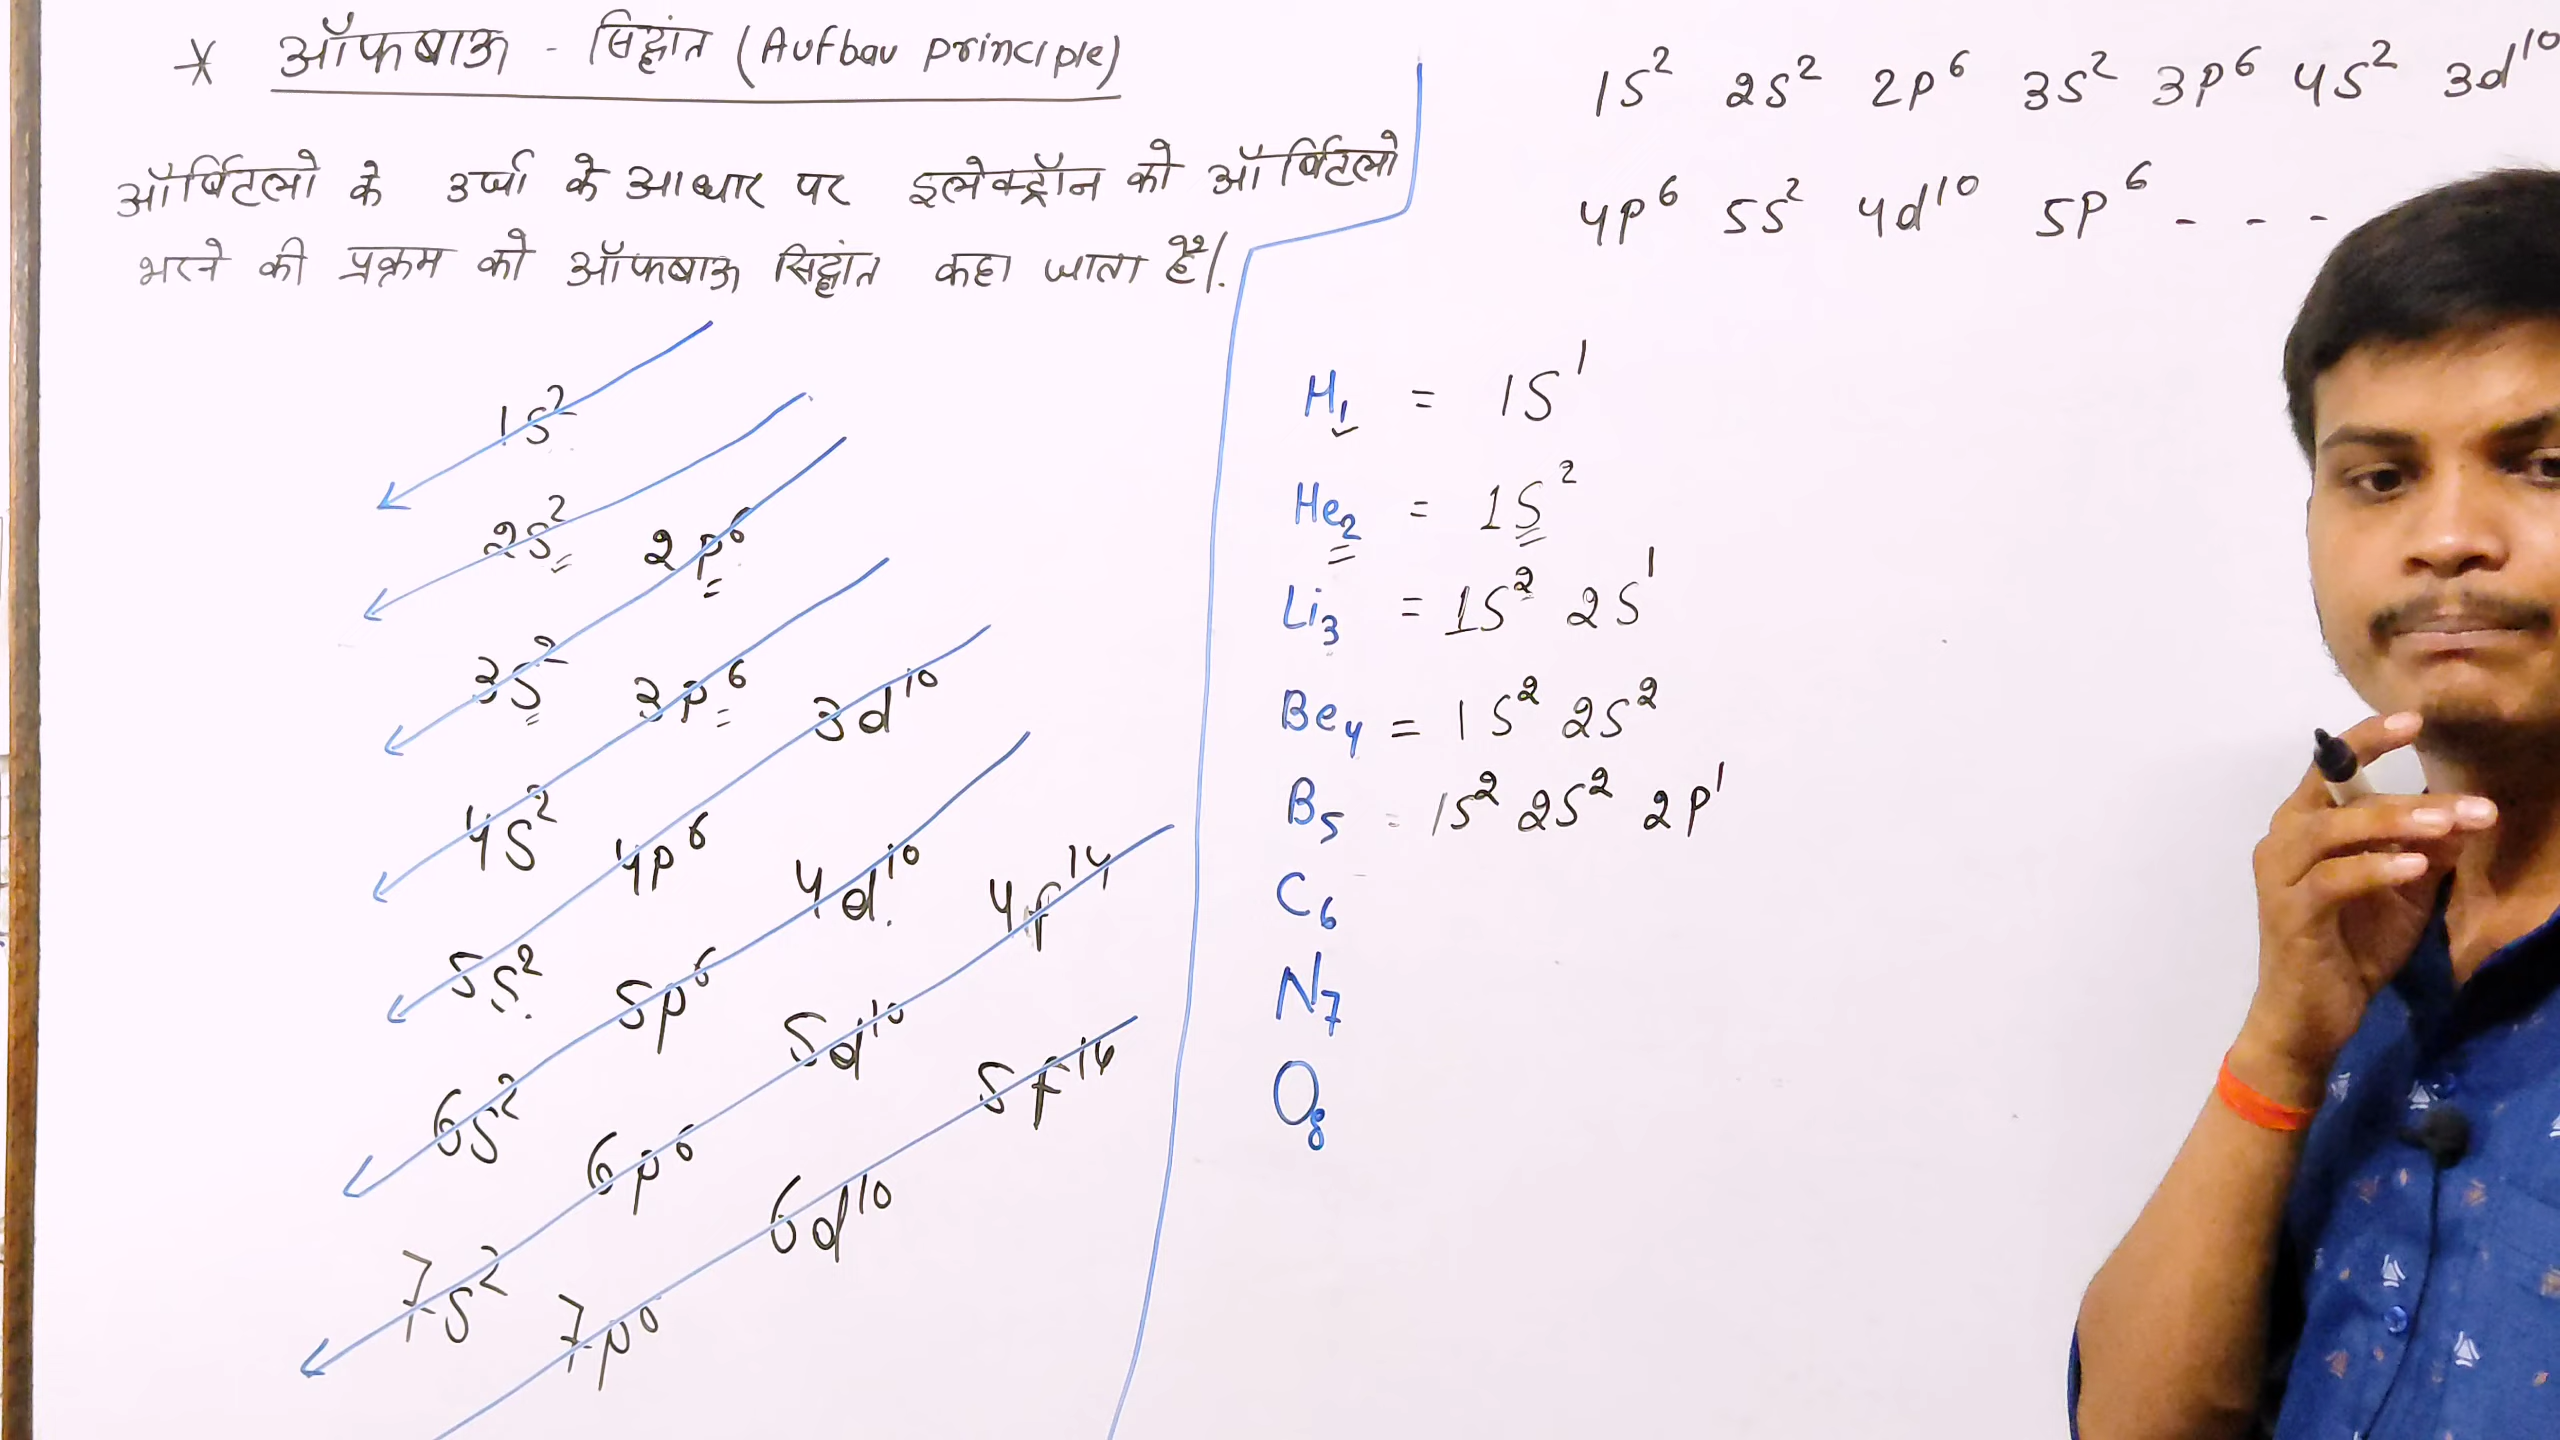 * ऑफबाऊ - सिद्धांत (Aufbau principle)
ऑर्बिटलो के उर्जा के आधार पर इलेक्ट्रॉन को ऑर्बिटलो
भरने की प्रक्रम को ऑफबाऊ सिद्धांत कहा जाता है।.
1s²
2s² 2p⁶
3s² 3p⁶ 3d¹⁰
4s² 4p⁶ 4d¹⁰ 4f¹⁴
5s² 5p⁶ 5d¹⁰ 5f¹⁴
6s² 6p⁶ 6d¹⁰
7s² 7p⁶
1s² 2s² 2p⁶ 3s² 3p⁶ 4s² 3d¹⁰
4p⁶ 5s² 4d¹⁰ 5p⁶ - - -
H₁ = 1s¹
He₂ = 1s²
Li₃ = 1s² 2s¹
Be₄ = 1s² 2s²
B₅ = 1s² 2s² 2p¹
C₆
N₇
O₈